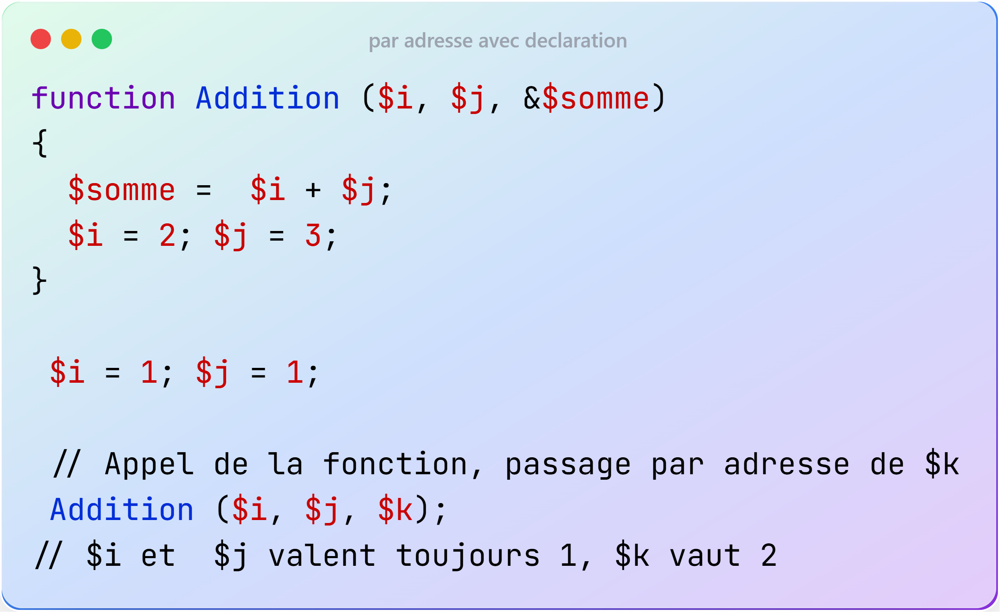 par adresse avec declaration
function Addition ($i, $j, &$somme)
{
  $somme =  $i + $j;
  $i = 2; $j = 3;
}
 $i = 1; $j = 1;
 // Appel de la fonction, passage par adresse de $k
 Addition ($i, $j, $k);
// $i et  $j valent toujours 1, $k vaut 2